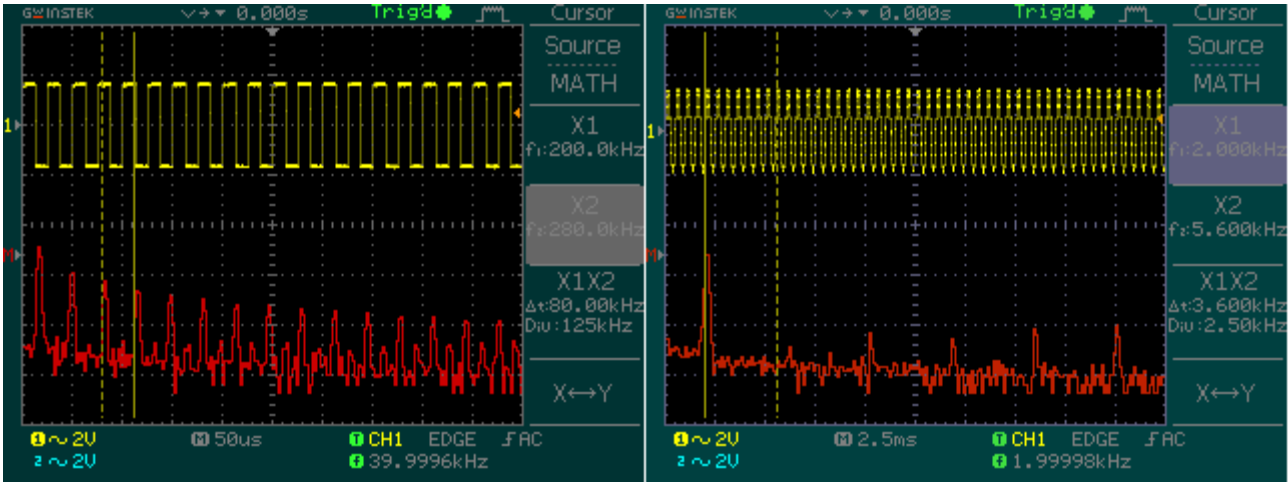 GWINSTEK 0.000s Trig'd Cursor
Source
MATH
1
X1
f₁:200.0kHz
X2
f₂:280.0kHz
M
X1X2
Δt:80.00kHz
Div:125kHz
X↔Y
1 ~ 2V M 50us T CH1 EDGE AC
2 ~ 2V f 39.9996kHz
GWINSTEK 0.000s Trig'd Cursor
Source
MATH
1
X1
f₁:2.000kHz
X2
f₂:5.600kHz
M
X1X2
Δt:3.600kHz
Div:2.50kHz
X↔Y
1 ~ 2V M 2.5ms T CH1 EDGE AC
2 ~ 2V f 1.99998kHz